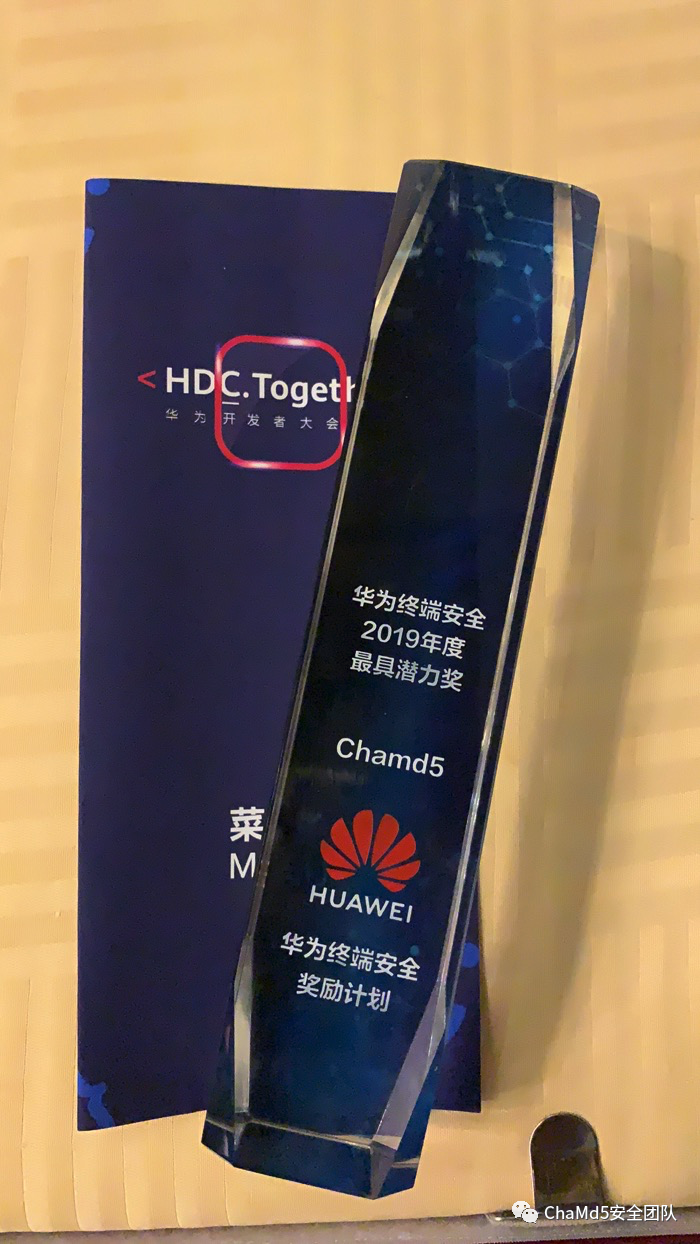 <HDC.Togeth
华为开发者大会
菜
M
华为终端安全
2019年度
最具潜力奖
Chamd5
HUAWEI
华为终端安全
奖励计划
ChaMd5安全团队